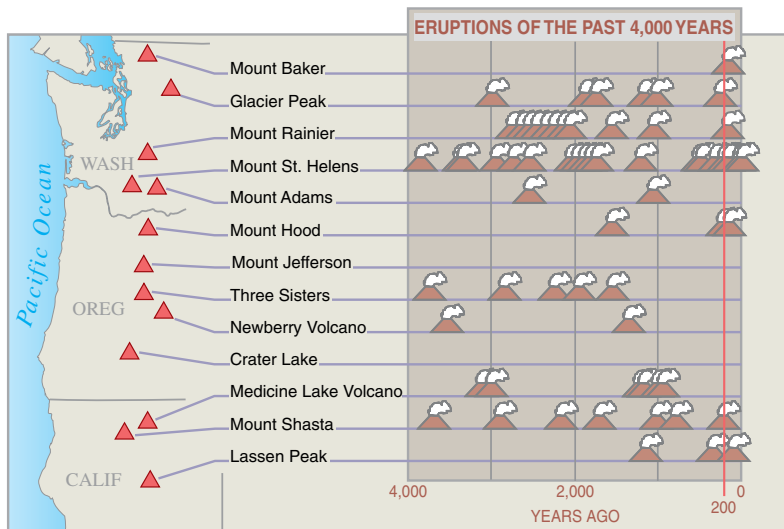 ERUPTIONS OF THE PAST 4,000 YEARS
Mount Baker
Glacier Peak
Mount Rainier
WASH
Mount St. Helens
Mount Adams
Pacific Ocean
Mount Hood
Mount Jefferson
Three Sisters
OREG
Newberry Volcano
Crater Lake
Medicine Lake Volcano
Mount Shasta
Lassen Peak
CALIF
4,000 2,000 0
200
YEARS AGO